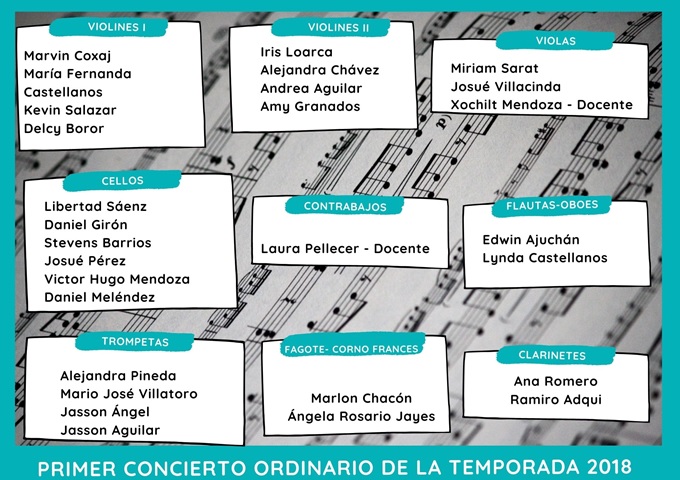 VIOLINES I
Marvin Coxaj
María Fernanda
Castellanos
Kevin Salazar
Delcy Boror
VIOLINES II
Iris Loarca
Alejandra Chávez
Andrea Aguilar
Amy Granados
VIOLAS
Miriam Sarat
Josué Villacinda
Xochilt Mendoza - Docente
CELLOS
Libertad Sáenz
Daniel Girón
Stevens Barrios
Josué Pérez
Victor Hugo Mendoza
Daniel Meléndez
CONTRABAJOS
Laura Pellecer - Docente
FLAUTAS-OBOES
Edwin Ajuchán
Lynda Castellanos
TROMPETAS
Alejandra Pineda
Mario José Villatoro
Jasson Ángel
Jasson Aguilar
FAGOTE- CORNO FRANCES
Marlon Chacón
Ángela Rosario Jayes
CLARINETES
Ana Romero
Ramiro Adqui
PRIMER CONCIERTO ORDINARIO DE LA TEMPORADA 2018